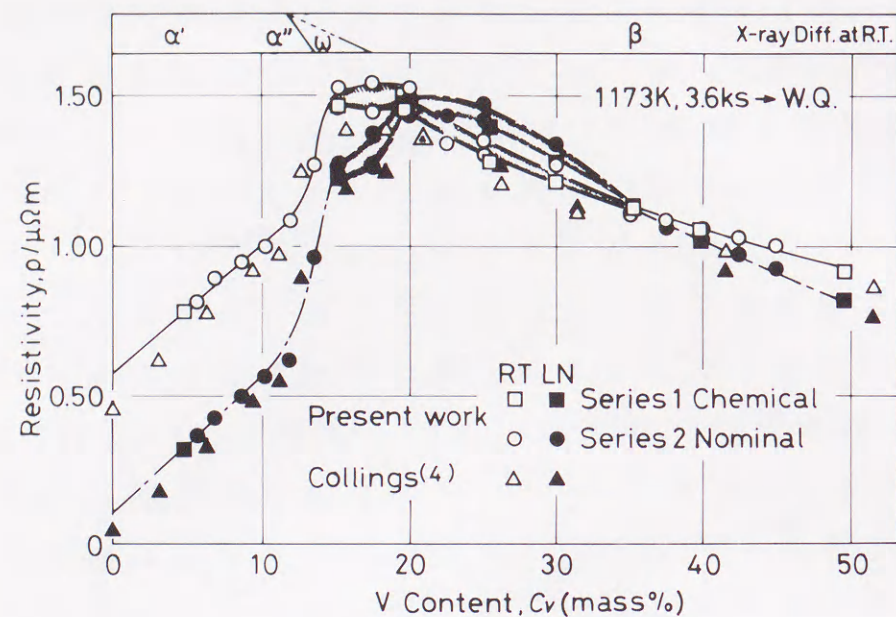 α' α" ω β X-ray Diff. at R.T.
1173K, 3.6ks → W.Q.
1.50
1.00
0.50
0
Resistivity, ρ/μΩm
RT LN
Present work □ ■ Series 1 Chemical
○ ● Series 2 Nominal
Collings(4) △ ▲
0 10 20 30 40 50
V Content, Cv (mass%)